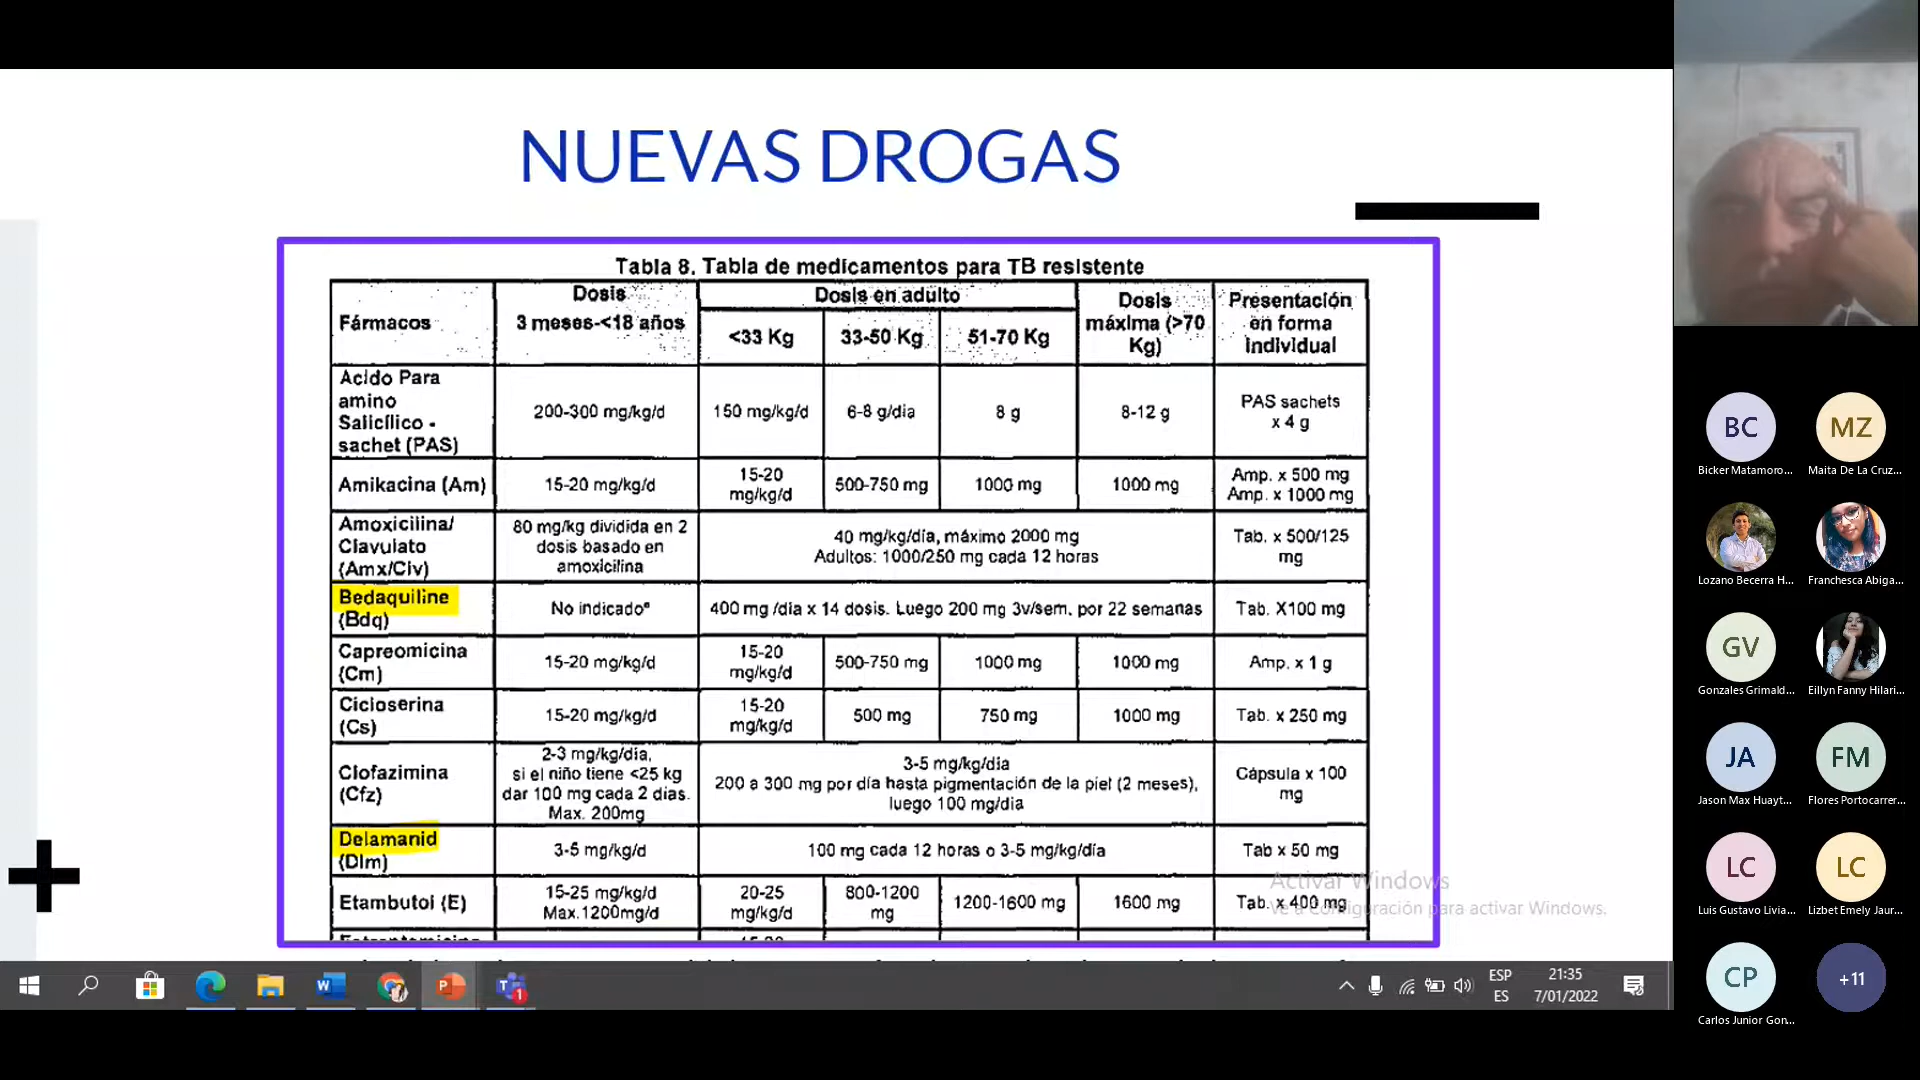 NUEVAS DROGAS
Tabla 8. Tabla de medicamentos para TB resistente
Fármacos
Dosis
3 meses-<18 años
Dosis en adulto
<33 Kg
33-50 Kg
51-70 Kg
Dosis
máxima (>70
Kg)
Presentación
en forma
individual
Acido Para
amino
Salicílico -
sachet (PAS)
200-300 mg/kg/d
150 mg/kg/d
6-8 g/dia
8 g
8-12 g
PAS sachets
x 4 g
Amikacina (Am)
15-20 mg/kg/d
15-20
mg/kg/d
500-750 mg
1000 mg
1000 mg
Amp. x 500 mg
Amp. x 1000 mg
Amoxicilina/
Clavulato
(Amx/Clv)
80 mg/kg dividida en 2
dosis basado en
amoxicilina
40 mg/kg/día, máximo 2000 mg
Adultos: 1000/250 mg cada 12 horas
Tab. x 500/125
mg
Bedaquiline
(Bdq)
No indicado
400 mg /día x 14 dosis. Luego 200 mg 3v/sem. por 22 semanas
Tab. X100 mg
Capreomicina
(Cm)
15-20 mg/kg/d
15-20
mg/kg/d
500-750 mg
1000 mg
1000 mg
Amp. x 1 g
Cicloserina
(Cs)
15-20 mg/kg/d
15-20
mg/kg/d
500 mg
750 mg
1000 mg
Tab. x 250 mg
Clofazimina
(Cfz)
2-3 mg/kg/día,
si el niño tiene <25 kg
dar 100 mg cada 2 días.
Max. 200mg
3-5 mg/kg/día
200 a 300 mg por día hasta pigmentación de la piel (2 meses),
luego 100 mg/día
Cápsula x 100
mg
Delamanid
(Dlm)
3-5 mg/kg/d
100 mg cada 12 horas o 3-5 mg/kg/día
Tab x 50 mg
Etambutol (E)
15-25 mg/kg/d
Max.1200mg/d
20-25
mg/kg/d
800-1200
mg
1200-1600 mg
1600 mg
Tab. x 400 mg
Activar Windows
Ve a Configuración para activar Windows.
ESP
ES
21:35
7/01/2022
BC
Bicker Matamoro...
MZ
Maita De La Cruz...
Lozano Becerra H...
Franchesca Abiga...
GV
Gonzales Grimald...
Eillyn Fanny Hilari...
JA
Jason Max Huayt...
FM
Flores Portocarrer...
LC
Luis Gustavo Livia...
LC
Lizbet Emely Jaur...
CP
Carlos Junior Gon...
+11